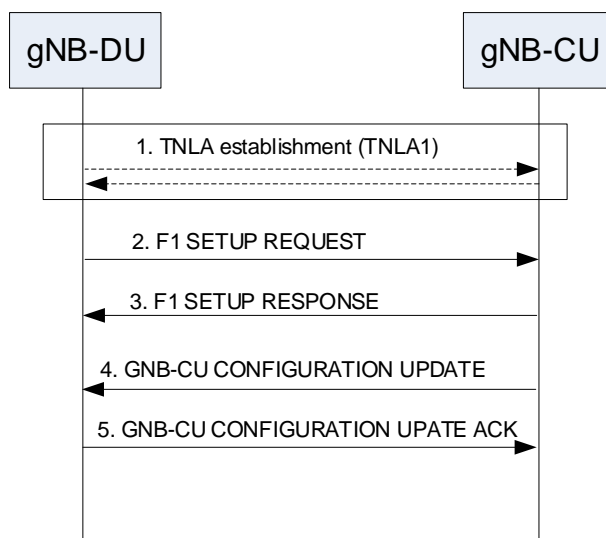 gNB-DU
gNB-CU
1. TNLA establishment (TNLA1)
2. F1 SETUP REQUEST
3. F1 SETUP RESPONSE
4. GNB-CU CONFIGURATION UPDATE
5. GNB-CU CONFIGURATION UPATE ACK